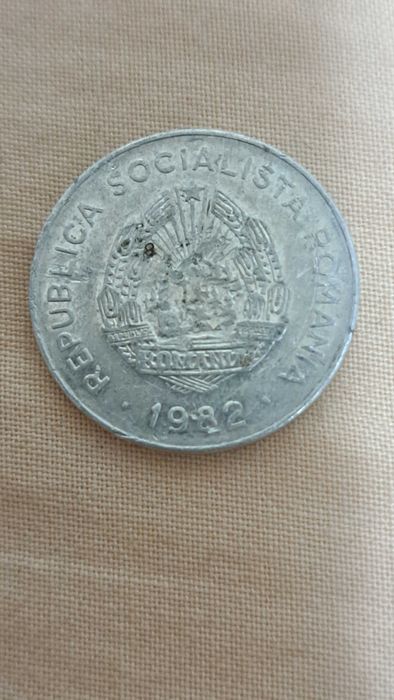 REPUBLICA SOCIALISTA ROMANIA
ROMANIA
· 1982 ·